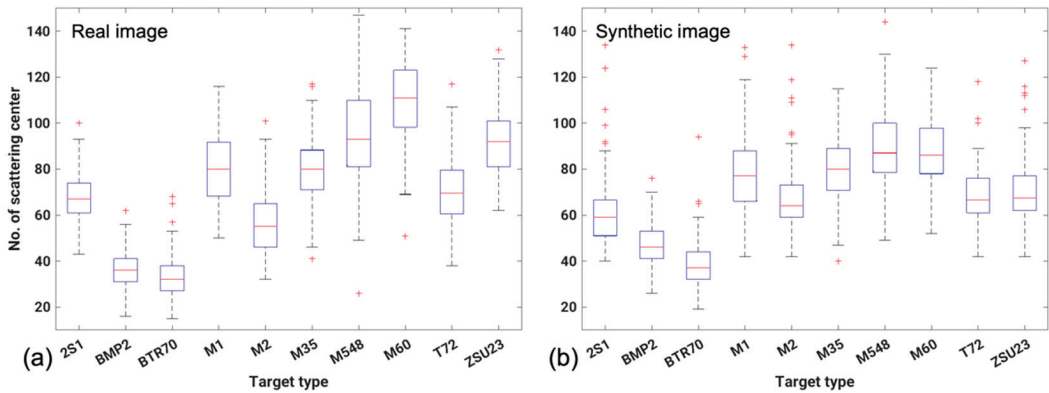 Real image
No. of scattering center
140
120
100
80
60
40
20
2S1 BMP2 BTR70 M1 M2 M35 M548 M60 T72 ZSU23
Target type
(a)
Synthetic image
140
120
100
80
60
40
20
2S1 BMP2 BTR70 M1 M2 M35 M548 M60 T72 ZSU23
Target type
(b)